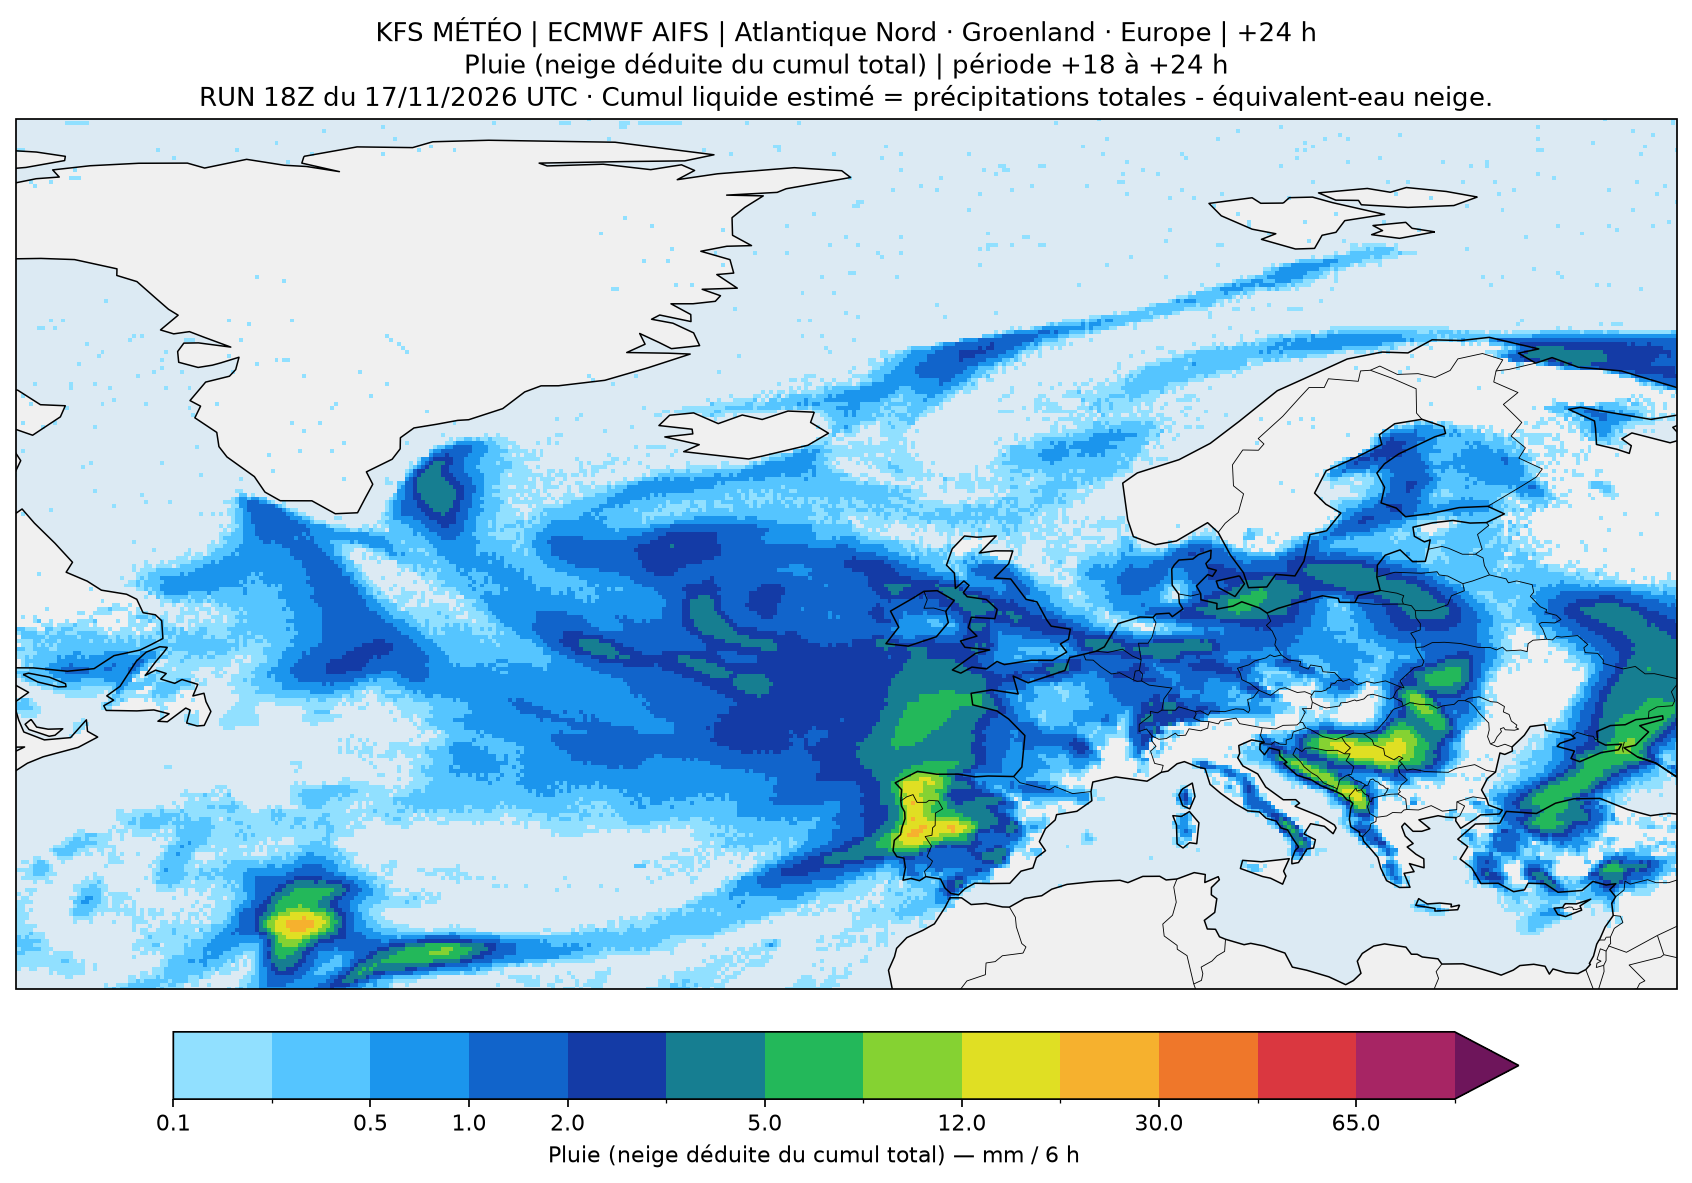 KFS MÉTÉO | ECMWF AIFS | Atlantique Nord · Groenland · Europe | +24 h
Pluie (neige déduite du cumul total) | période +18 à +24 h
RUN 18Z du 17/11/2026 UTC · Cumul liquide estimé = précipitations totales - équivalent-eau neige.
0.1 0.5 1.0 2.0 5.0 12.0 30.0 65.0
Pluie (neige déduite du cumul total) — mm / 6 h